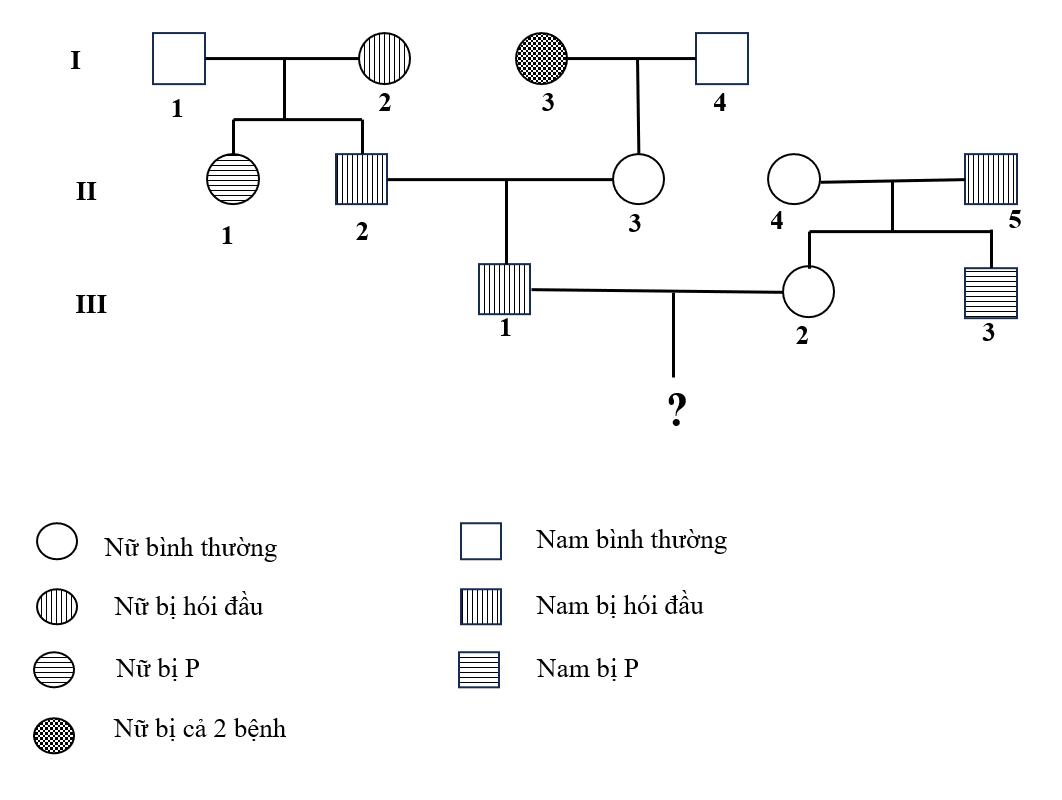 I
1
2
3
4
II
1
2
3
4
5
III
1
2
3
?
Nữ bình thường
Nam bình thường
Nữ bị hói đầu
Nam bị hói đầu
Nữ bị P
Nam bị P
Nữ bị cả 2 bệnh